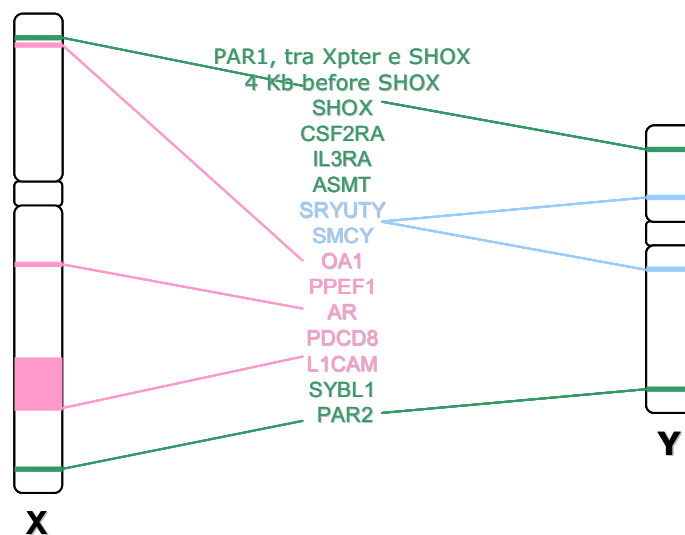 PAR1, tra Xpter e SHOX
4 Kb before SHOX
SHOX
CSF2RA
IL3RA
ASMT
SRYUTY
SMCY
OA1
PPEF1
AR
PDCD8
L1CAM
SYBL1
PAR2
Y
X